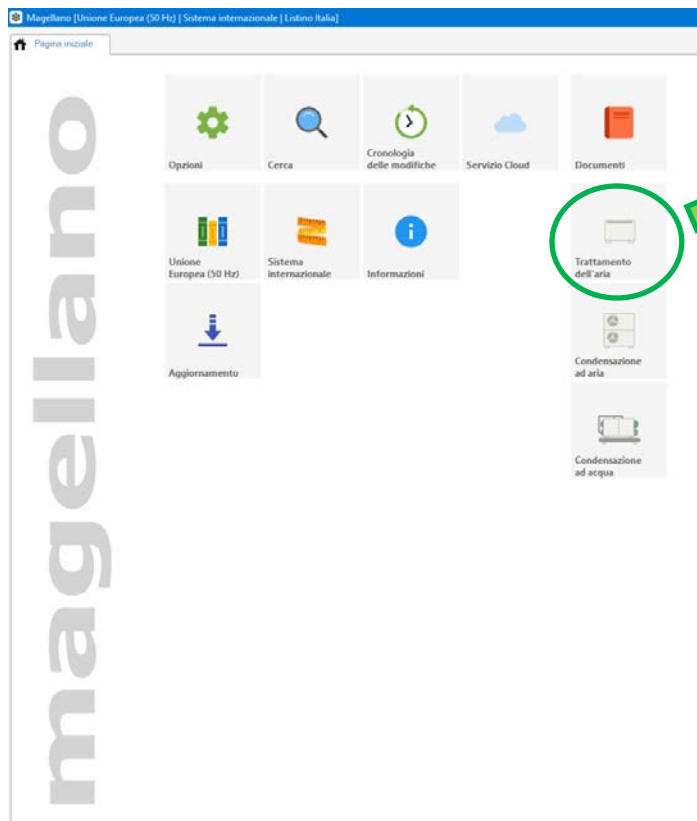 Magellano [Unione Europea (50 Hz) | Sistema internazionale | Listino Italia]
Pagina iniziale
magellano
Opzioni
Cerca
Cronologia
delle modifiche
Servizio Cloud
Documenti
Unione
Europea (50 Hz)
Sistema
internazionale
Informazioni
Trattamento
dell'aria
Aggiornamento
Condensazione
ad aria
Condensazione
ad acqua